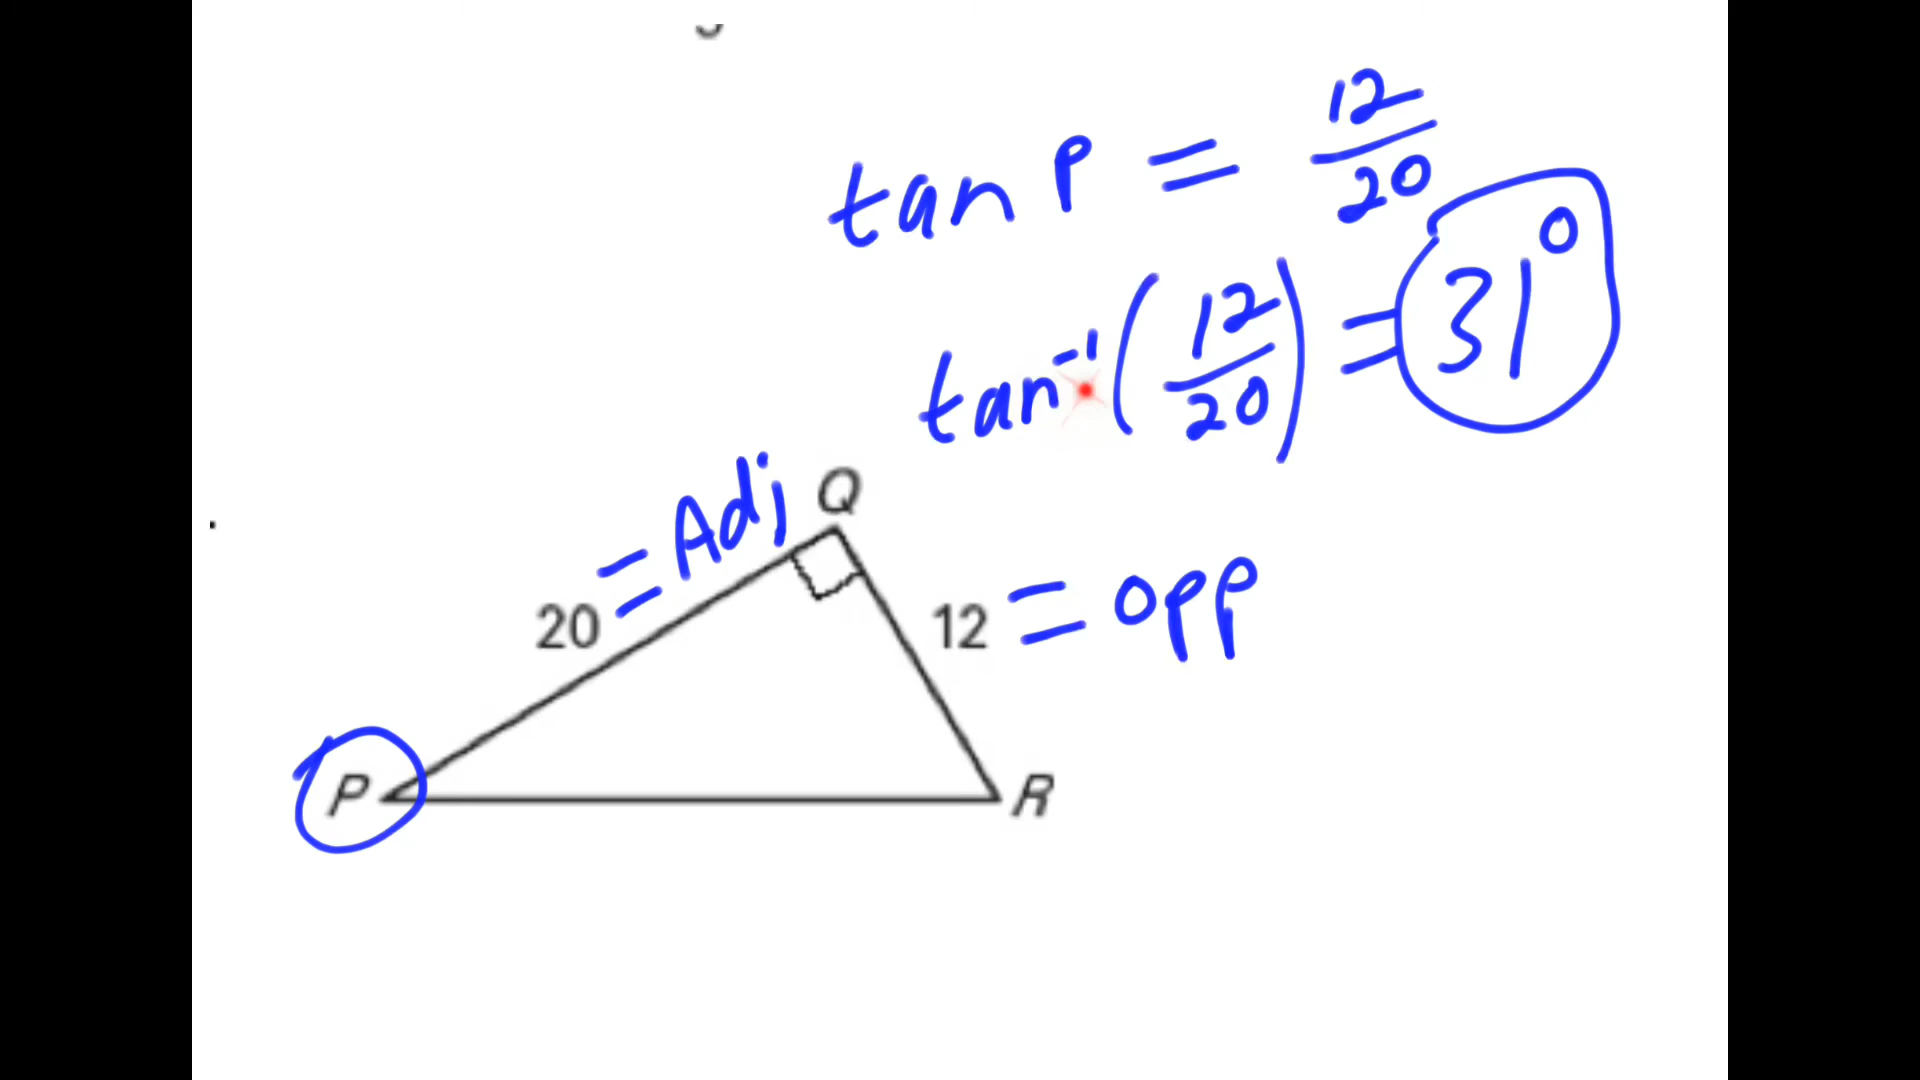 tan P = 12/20
tan⁻¹(12/20) = 31°
Q
20 = Adj
12 = opp
P
R